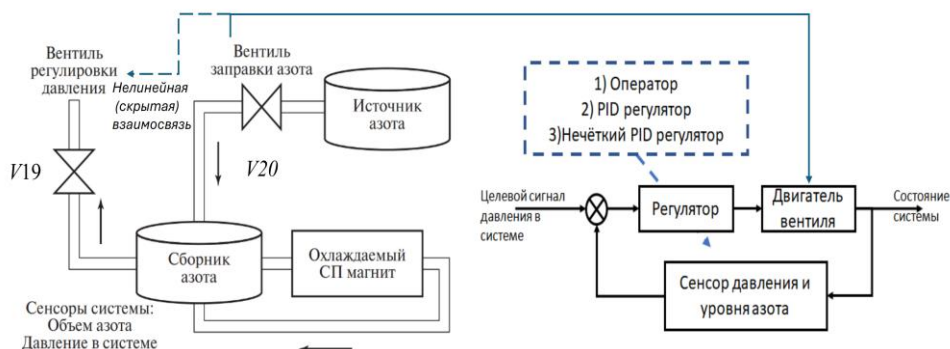 Вентиль
регулировки
давления
Нелинейная
(скрытая)
взаимосвязь
Вентиль
заправки азота
Источник
азота
V19
V20
Сборник
азота
Охлаждаемый
СП магнит
Сенсоры системы:
Объем азота
Давление в системе
1) Оператор
2) PID регулятор
3)Нечёткий PID регулятор
Целевой сигнал
давления в
системе
Регулятор
Двигатель
вентиля
Состояние
системы
Сенсор давления и
уровня азота